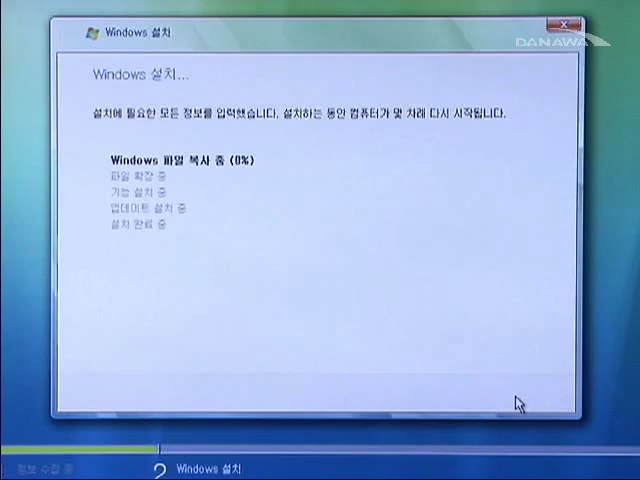 Windows 설치
DANAWA
Windows 설치...
설치에 필요한 모든 정보를 입력했습니다. 설치하는 동안 컴퓨터가 몇 차례 다시 시작됩니다.
Windows 파일 복사 중 (0%)
파일 확장 중
기능 설치 중
업데이트 설치 중
설치 완료 중
정보 수집 중
2 Windows 설치